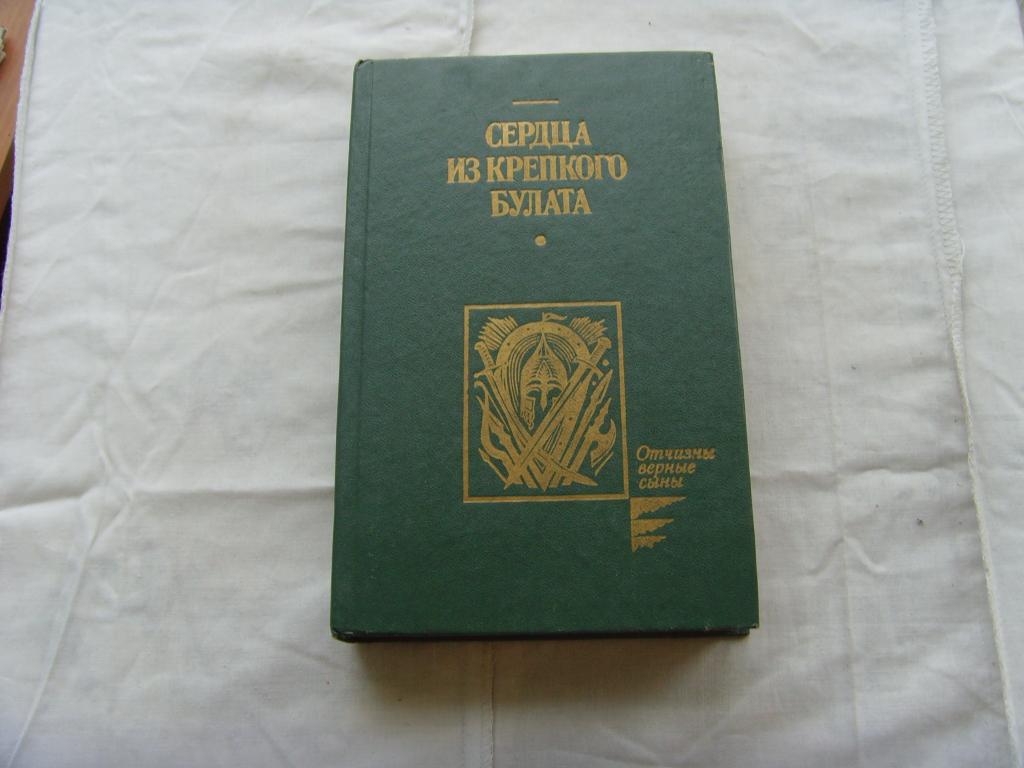 СЕРДЦА
ИЗ КРЕПКОГО
БУЛАТА
Отчизны
верные
сыны